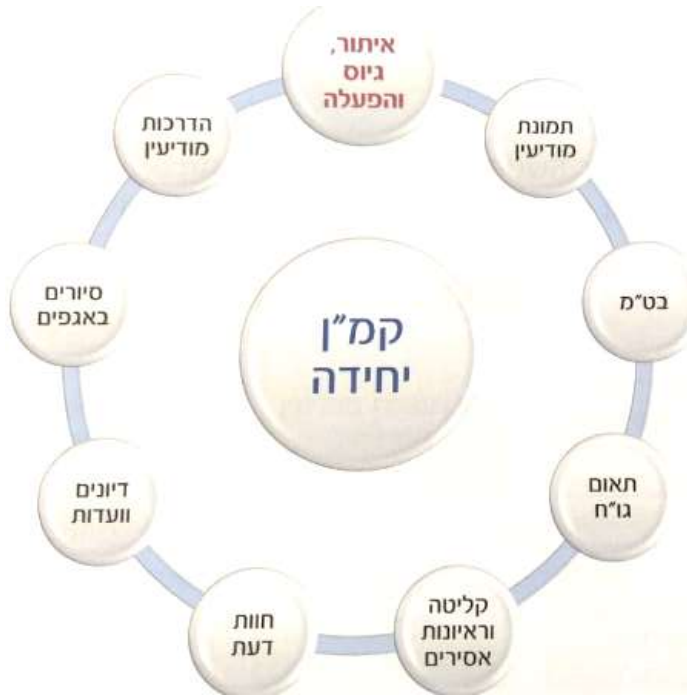 איתור,
גיוס
והפעלה
תמונת
מודיעין
בט"מ
תאום
גו"ח
קליטה
וראיונות
אסירים
חוות
דעת
דיונים
וועדות
סיורים
באגפים
הדרכות
מודיעין
קמ"ן
יחידה